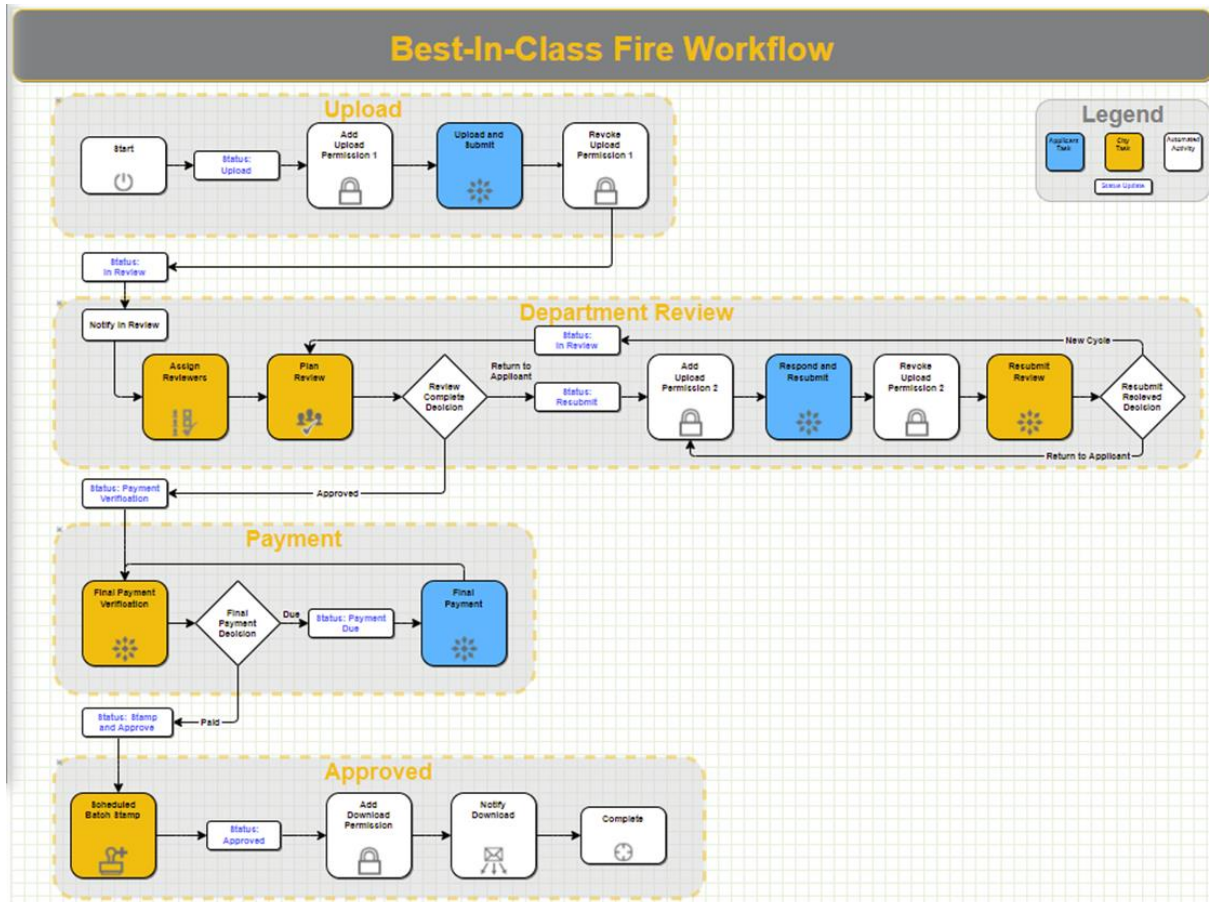 Best-In-Class Fire Workflow
Upload
Start
Status:
Upload
Add
Upload
Permission 1
Upload and
Submit
Revoke
Upload
Permission 1
Legend
Applicant
Task
City
Task
Automated
Activity
Status Update
Status:
In Review
Notify In Review
Department Review
Status:
In Review
New Cycle
Assign
Reviewers
Plan
Review
Review
Complete
Decision
Return to
Applicant
Status:
Resubmit
Add
Upload
Permission 2
Respond and
Resubmit
Revoke
Upload
Permission 2
Resubmit
Review
Resubmit
Recieved
Decision
Return to Applicant
Status: Payment
Verification
Approved
Payment
Final Payment
Verification
Final
Payment
Decision
Due
Status: Payment
Due
Final
Payment
Status: Stamp
and Approve
Paid
Approved
Scheduled
Batch Stamp
Status:
Approved
Add
Download
Permission
Notify
Download
Complete